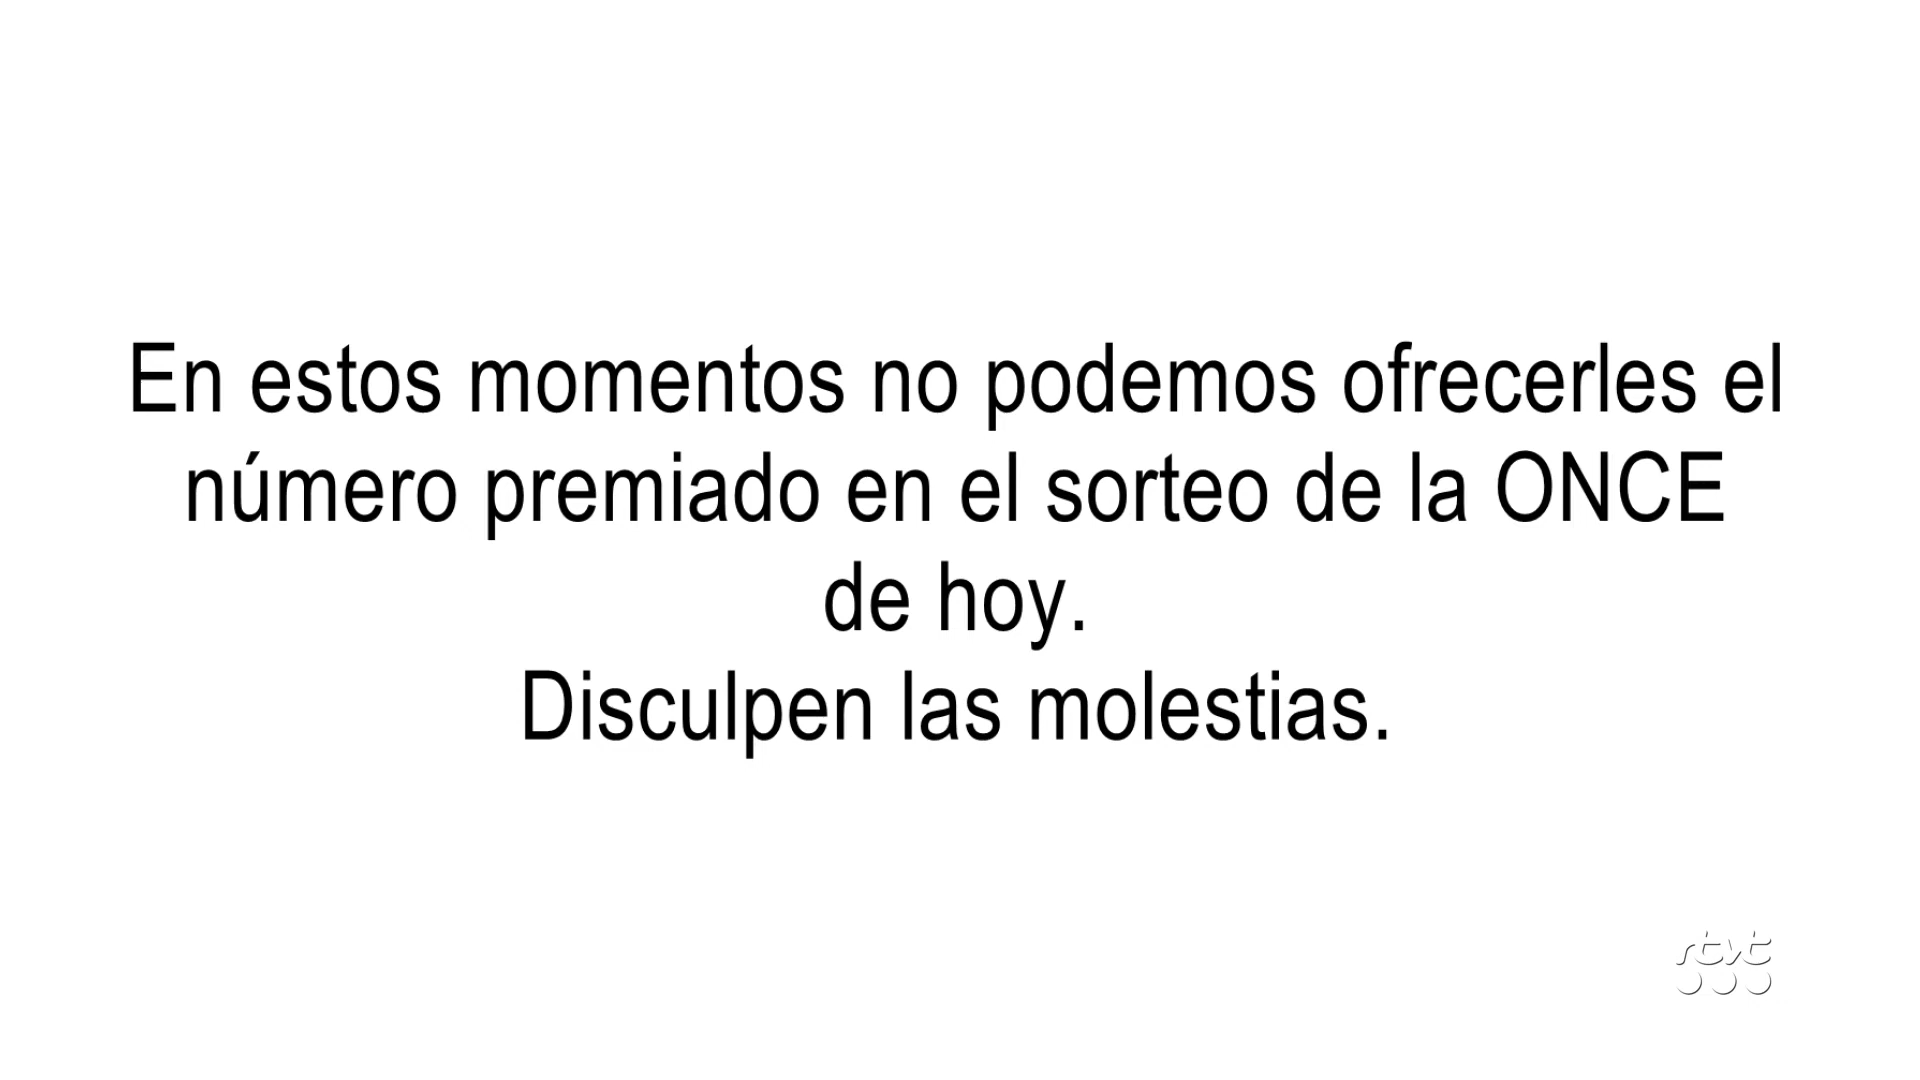 En estos momentos no podemos ofrecerles el
número premiado en el sorteo de la ONCE
de hoy.
Disculpen las molestias.
rtvt